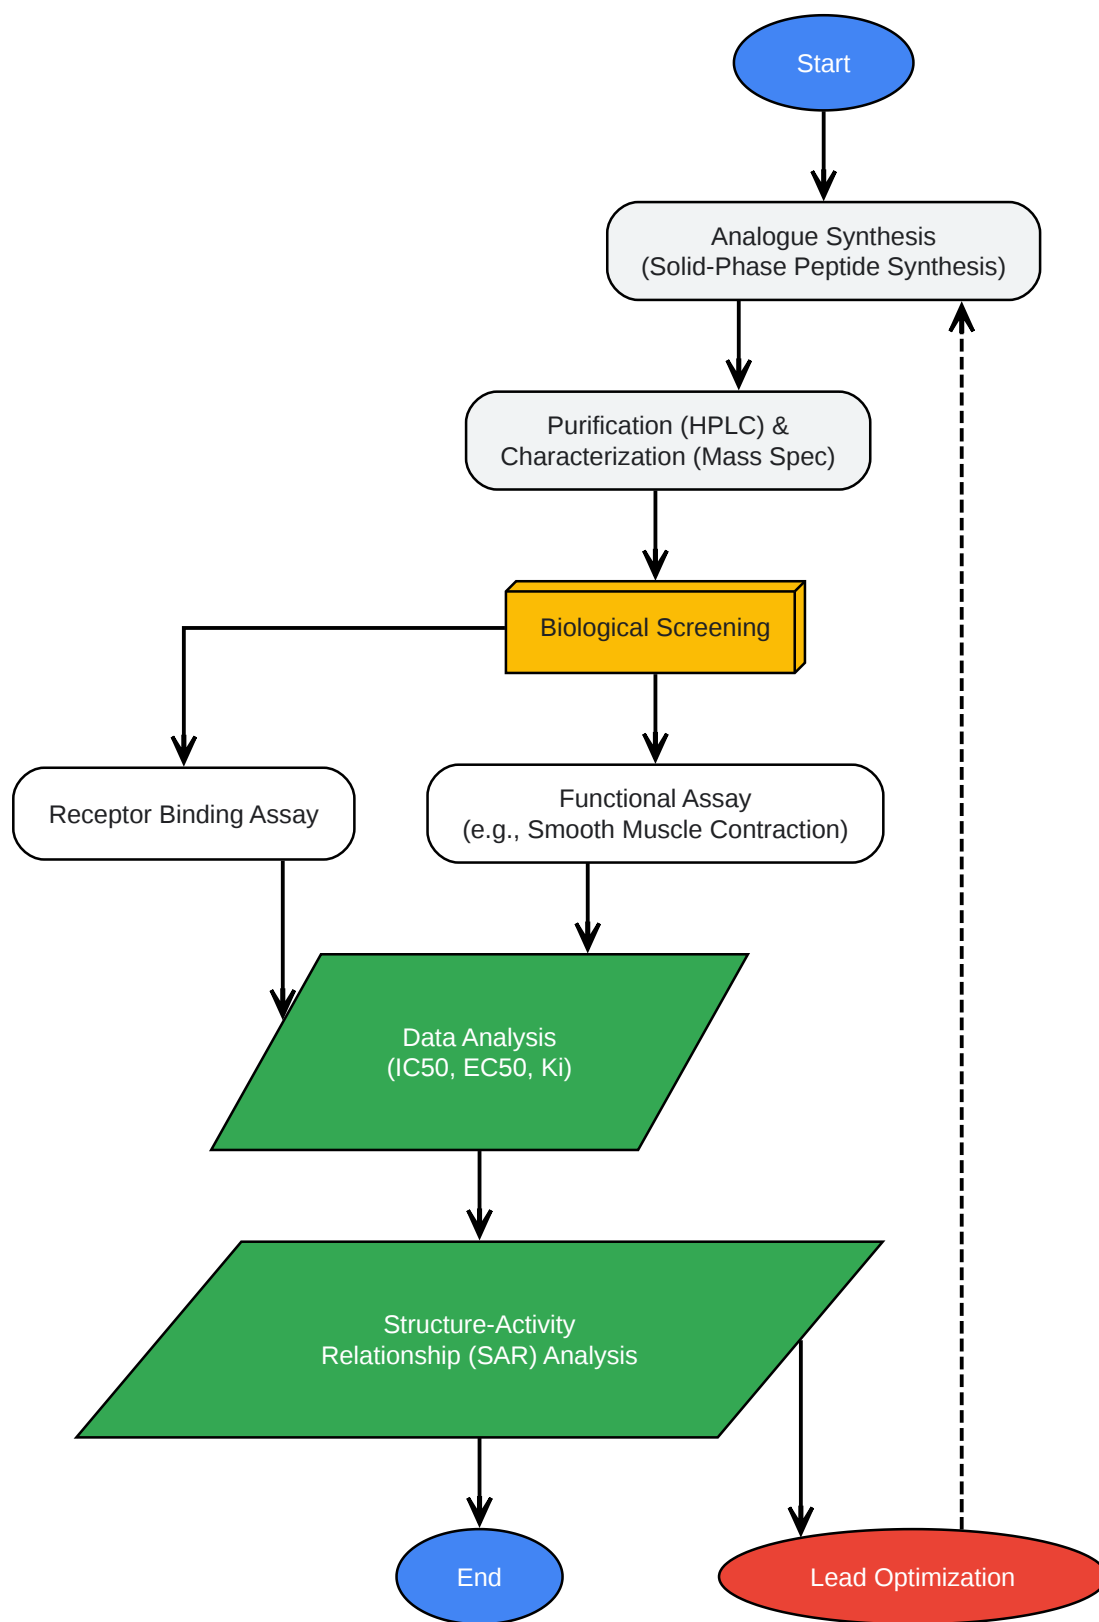 Start
Analogue Synthesis
(Solid-Phase Peptide Synthesis)
Purification (HPLC) &
Characterization (Mass Spec)
Biological Screening
Receptor Binding Assay
Functional Assay
(e.g., Smooth Muscle Contraction)
Data Analysis
(IC50, EC50, Ki)
Structure-Activity
Relationship (SAR) Analysis
End
Lead Optimization